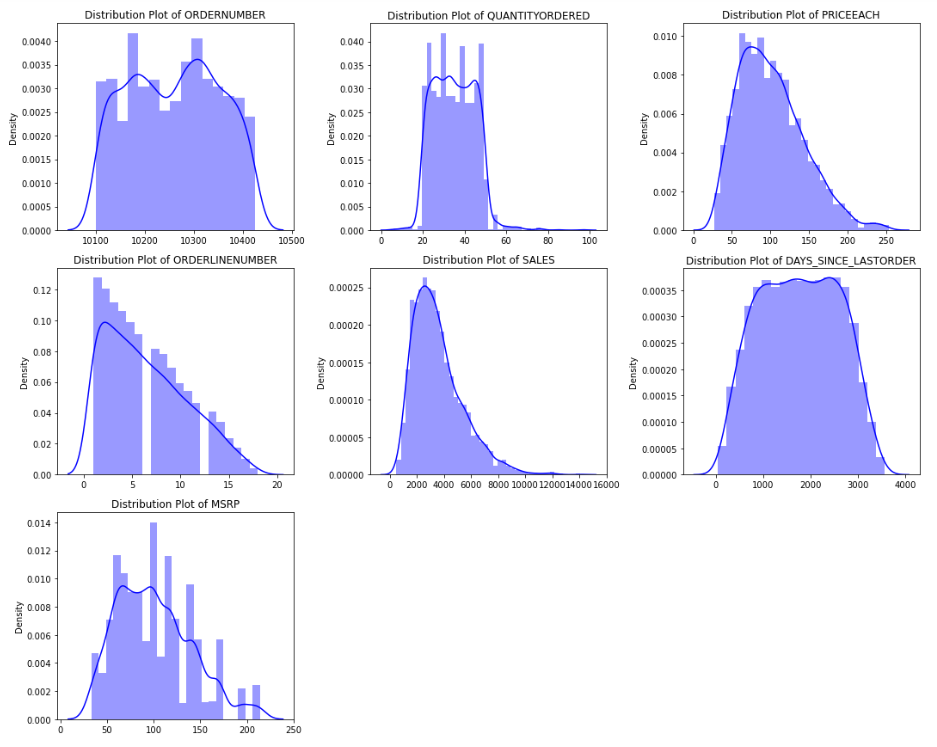 Distribution Plot of ORDERNUMBER
Density
0.0040
0.0035
0.0030
0.0025
0.0020
0.0015
0.0010
0.0005
0.0000
10100 10200 10300 10400 10500
Distribution Plot of QUANTITYORDERED
Density
0.040
0.035
0.030
0.025
0.020
0.015
0.010
0.005
0.000
0 20 40 60 80 100
Distribution Plot of PRICEEACH
Density
0.010
0.008
0.006
0.004
0.002
0.000
0 50 100 150 200 250
Distribution Plot of ORDERLINENUMBER
Density
0.12
0.10
0.08
0.06
0.04
0.02
0.00
0 5 10 15 20
Distribution Plot of SALES
Density
0.00025
0.00020
0.00015
0.00010
0.00005
0.00000
0 2000 4000 6000 8000 10000 12000 14000 16000
Distribution Plot of DAYS_SINCE_LASTORDER
Density
0.00035
0.00030
0.00025
0.00020
0.00015
0.00010
0.00005
0.00000
0 1000 2000 3000 4000
Distribution Plot of MSRP
Density
0.014
0.012
0.010
0.008
0.006
0.004
0.002
0.000
0 50 100 150 200 250